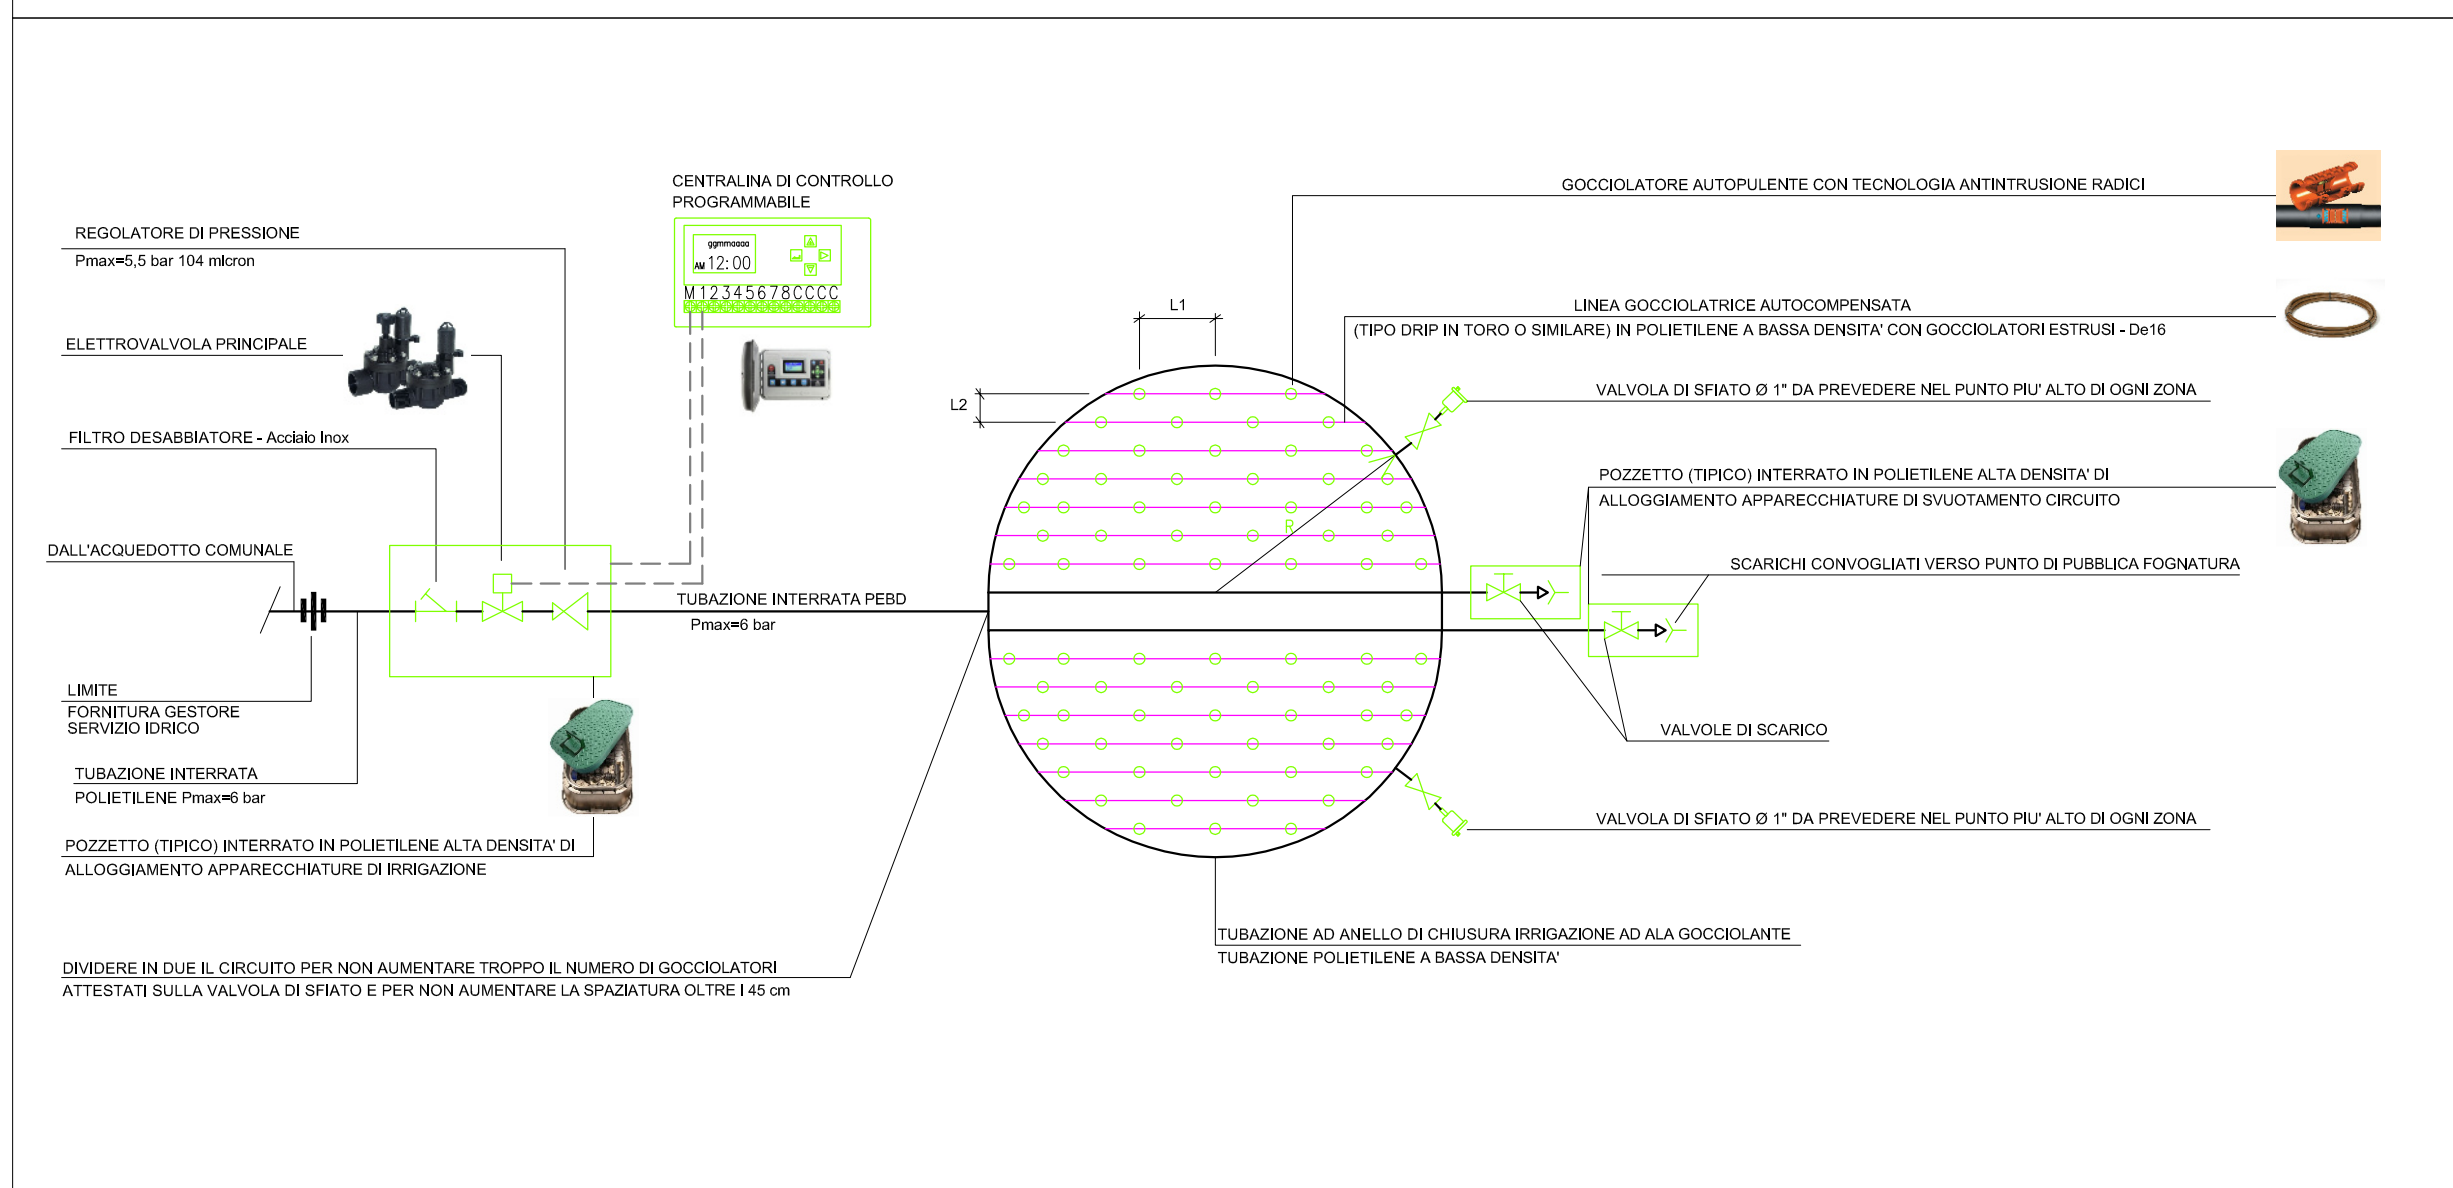 CENTRALINA DI CONTROLLO
PROGRAMMABILE
ggmmaaaa
AM 12:00
M12345678CCCC
REGOLATORE DI PRESSIONE
Pmax=5,5 bar 104 micron
ELETTROVALVOLA PRINCIPALE
FILTRO DESABBIATORE - Acciaio Inox
DALL'ACQUEDOTTO COMUNALE
LIMITE
FORNITURA GESTORE
SERVIZIO IDRICO
TUBAZIONE INTERRATA
POLIETILENE Pmax=6 bar
POZZETTO (TIPICO) INTERRATO IN POLIETILENE ALTA DENSITA' DI
ALLOGGIAMENTO APPARECCHIATURE DI IRRIGAZIONE
DIVIDERE IN DUE IL CIRCUITO PER NON AUMENTARE TROPPO IL NUMERO DI GOCCIOLATORI
ATTESTATI SULLA VALVOLA DI SFIATO E PER NON AUMENTARE LA SPAZIATURA OLTRE I 45 cm
TUBAZIONE INTERRATA PEBD
Pmax=6 bar
L1
L2
R
GOCCIOLATORE AUTOPULENTE CON TECNOLOGIA ANTINTRUSIONE RADICI
LINEA GOCCIOLATRICE AUTOCOMPENSATA
(TIPO DRIP IN TORO O SIMILARE) IN POLIETILENE A BASSA DENSITA' CON GOCCIOLATORI ESTRUSI - De16
VALVOLA DI SFIATO Ø 1" DA PREVEDERE NEL PUNTO PIU' ALTO DI OGNI ZONA
POZZETTO (TIPICO) INTERRATO IN POLIETILENE ALTA DENSITA' DI
ALLOGGIAMENTO APPARECCHIATURE DI SVUOTAMENTO CIRCUITO
SCARICHI CONVOGLIATI VERSO PUNTO DI PUBBLICA FOGNATURA
VALVOLE DI SCARICO
VALVOLA DI SFIATO Ø 1" DA PREVEDERE NEL PUNTO PIU' ALTO DI OGNI ZONA
TUBAZIONE AD ANELLO DI CHIUSURA IRRIGAZIONE AD ALA GOCCIOLANTE
TUBAZIONE POLIETILENE A BASSA DENSITA'